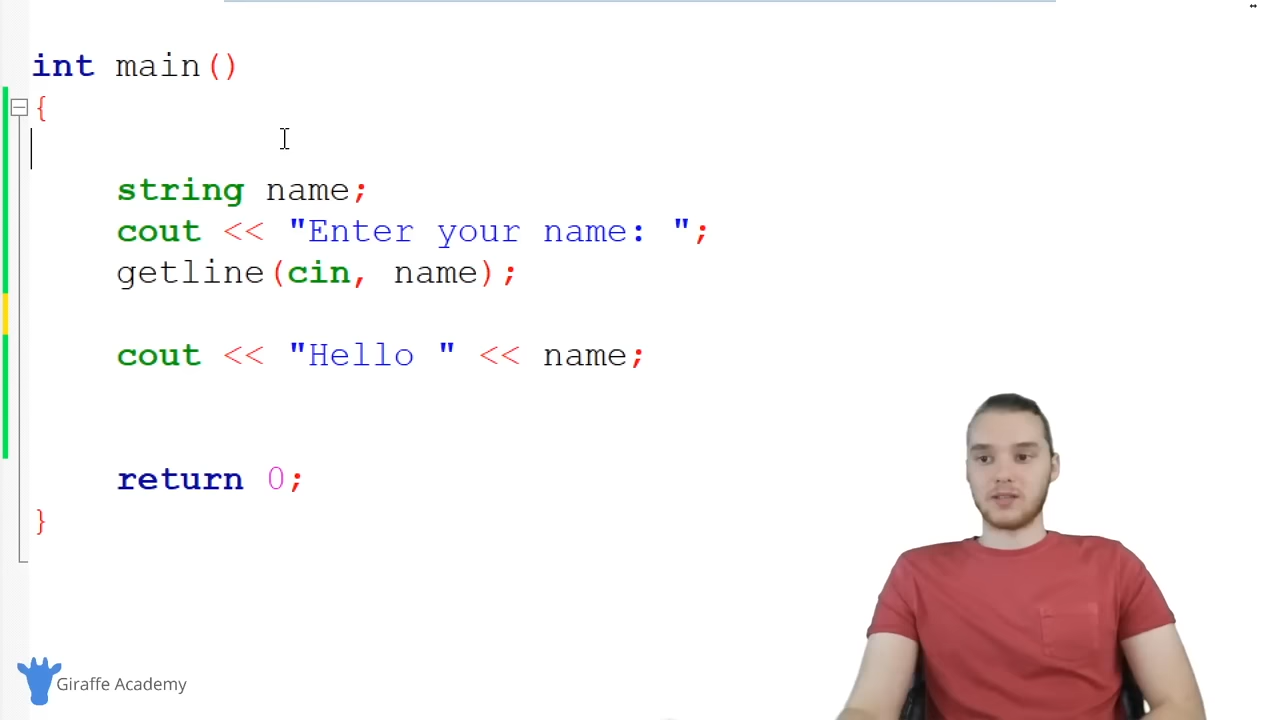 int main()
{
string name;
cout << "Enter your name: ";
getline(cin, name);
cout << "Hello " << name;
return 0;
}
Giraffe Academy